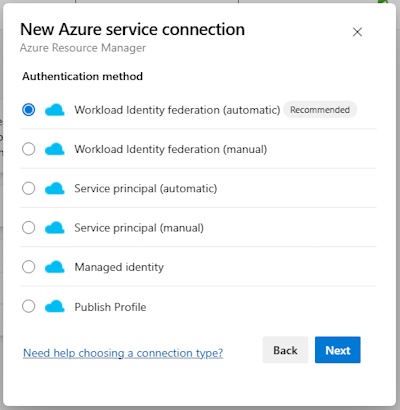 New Azure service connection
Azure Resource Manager
Authentication method
Workload Identity federation (automatic) Recommended
Workload Identity federation (manual)
Service principal (automatic)
Service principal (manual)
Managed identity
Publish Profile
Need help choosing a connection type?
Back
Next